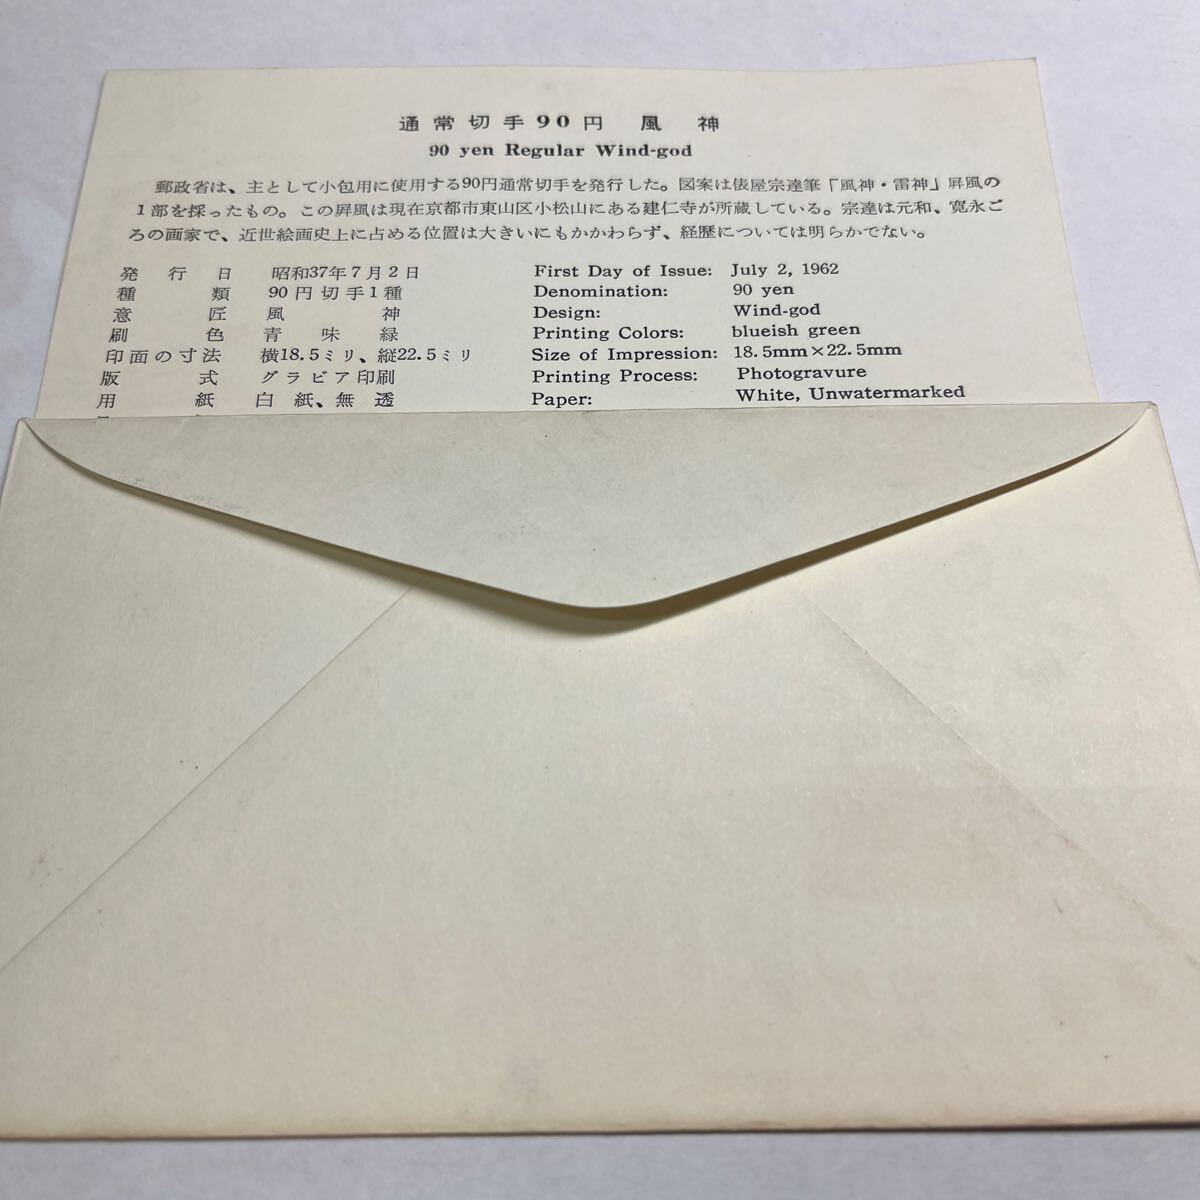 通常切手90円 風神
90 yen Regular Wind-god
郵政省は、主として小包用に使用する90円通常切手を発行した。図案は俵屋宗達筆「風神・雷神」屛風の
1部を採ったもの。この屛風は現在京都市東山区小松山にある建仁寺が所蔵している。宗達は元和、寛永ご
ろの画家で、近世絵画史上に占める位置は大きいにもかかわらず、経歴については明らかでない。
発行日 昭和37年7月2日
種類 90円切手1種
意匠 風神
刷色 青味緑
印面の寸法 横18.5ミリ、縦22.5ミリ
版式 グラビア印刷
用紙 白紙、無透
First Day of Issue: July 2, 1962
Denomination: 90 yen
Design: Wind-god
Printing Colors: blueish green
Size of Impression: 18.5mm×22.5mm
Printing Process: Photogravure
Paper: White, Unwatermarked